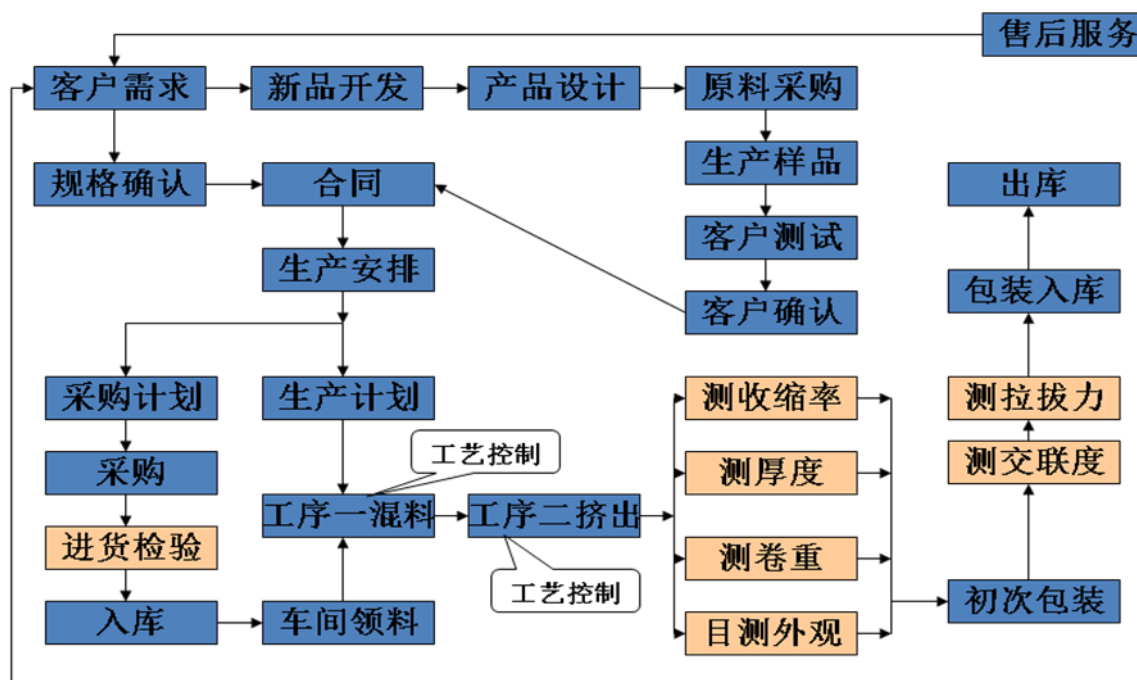 售后服务
客户需求
新品开发
产品设计
原料采购
生产样品
规格确认
合同
出库
客户测试
生产安排
包装入库
客户确认
采购计划
生产计划
测收缩率
测拉拔力
工艺控制
采购
测厚度
测交联度
工序一混料
工序二挤出
进货检验
测卷重
工艺控制
初次包装
入库
车间领料
目测外观